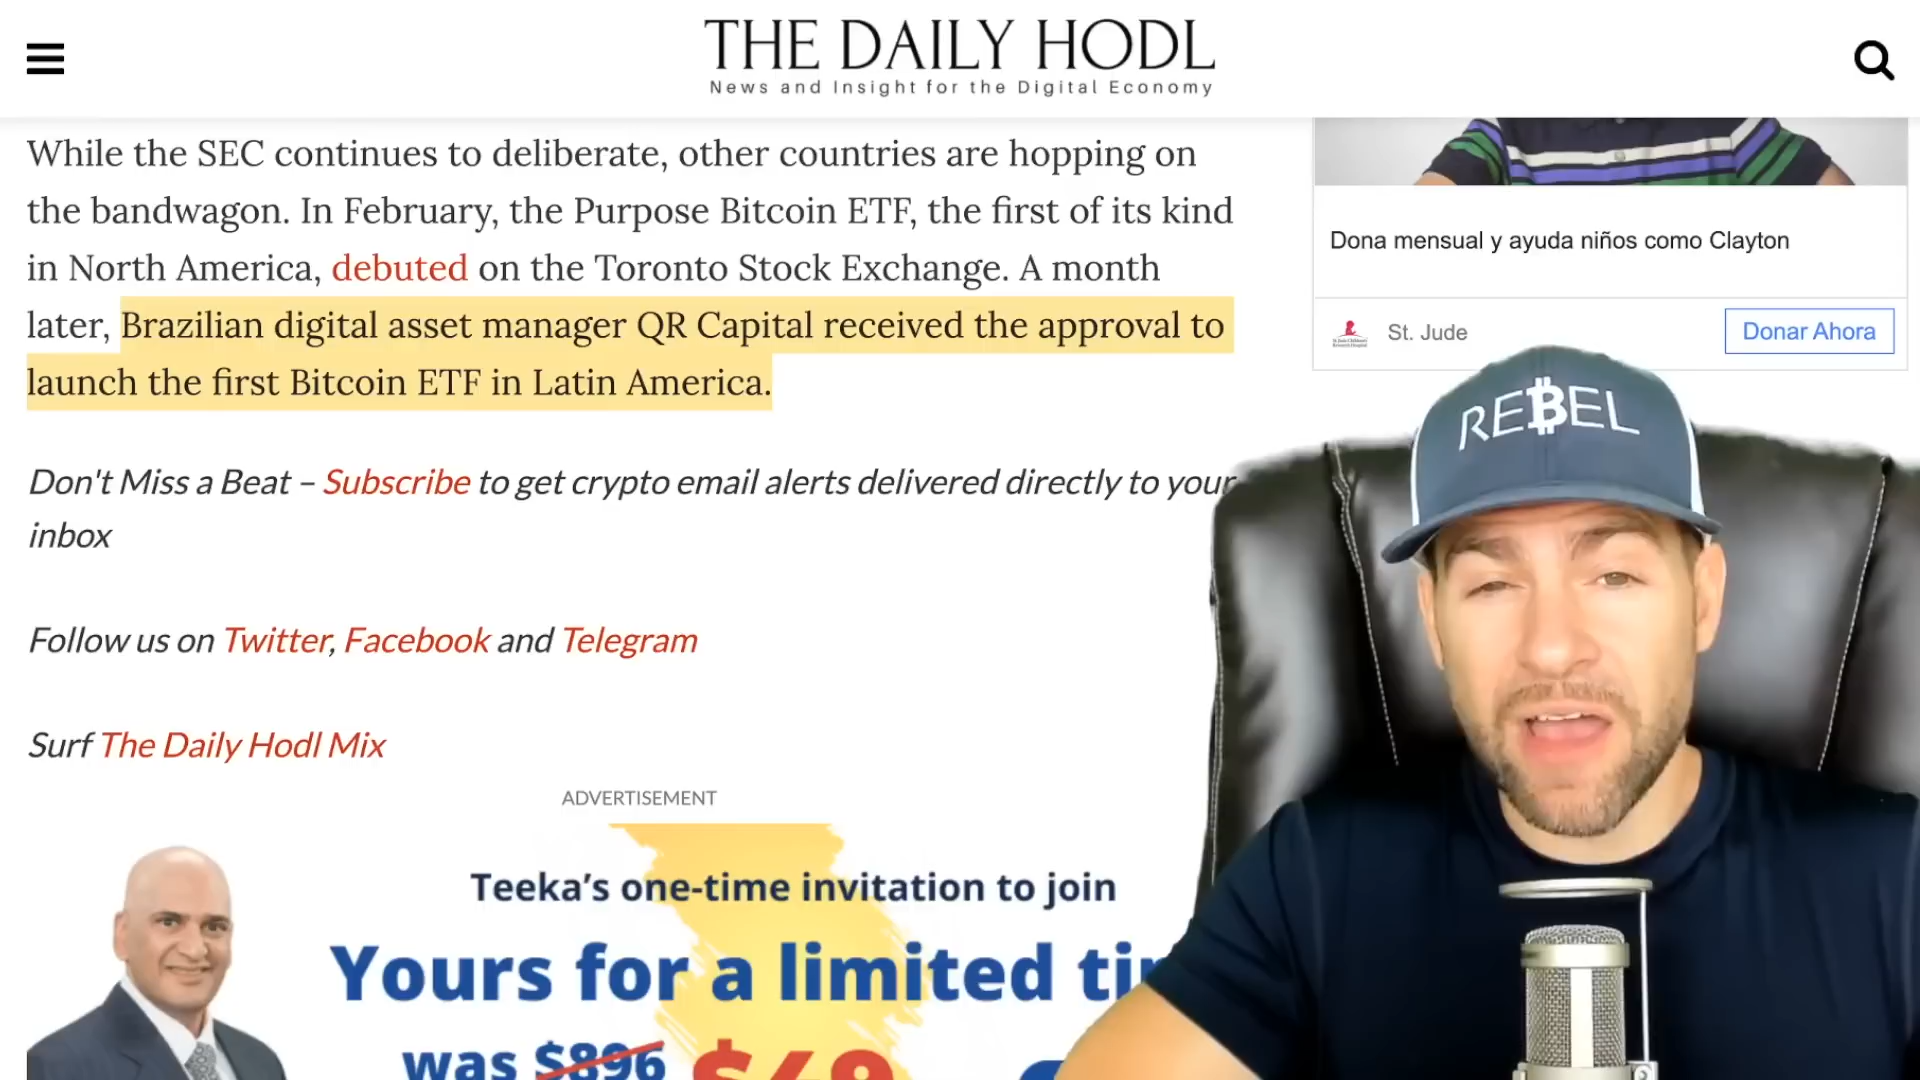 THE DAILY HODL
News and Insight for the Digital Economy
While the SEC continues to deliberate, other countries are hopping on
the bandwagon. In February, the Purpose Bitcoin ETF, the first of its kind
in North America, debuted on the Toronto Stock Exchange. A month
later, Brazilian digital asset manager QR Capital received the approval to
launch the first Bitcoin ETF in Latin America.
Don't Miss a Beat – Subscribe to get crypto email alerts delivered directly to your
inbox
Follow us on Twitter, Facebook and Telegram
Surf The Daily Hodl Mix
ADVERTISEMENT
Teeka's one-time invitation to join
Yours for a limited
was $896
Dona mensual y ayuda niños como Clayton
St. Jude
Donar Ahora
REBEL